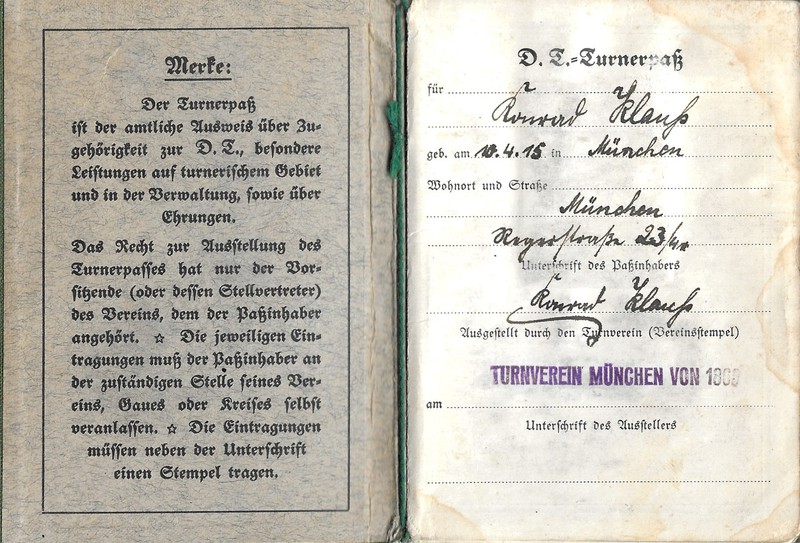 Merke:
Der Turnerpaß
ist der amtliche Ausweis über Zu-
gehörigkeit zur D. T., besondere
Leistungen auf turnerischem Gebiet
und in der Verwaltung, sowie über
Ehrungen.
Das Recht zur Ausstellung des
Turnerpasses hat nur der Vor-
sitzende (oder dessen Stellvertreter)
des Vereins, dem der Paßinhaber
angehört. ☆ Die jeweiligen Ein-
tragungen muß der Paßinhaber an
der zuständigen Stelle seines Ver-
eins, Gaues oder Kreises selbst
veranlassen. ☆ Die Eintragungen
müssen neben der Unterschrift
einen Stempel tragen.
D. T.-Turnerpaß
für
Konrad Klauß
geb. am 10.4.15 in München
Wohnort und Straße
München
Regerstraße 23/
Unterschrift des Paßinhabers
Konrad Klauß
Ausgestellt durch den Turnverein (Vereinsstempel)
TURNVEREIN MÜNCHEN VON
am
Unterschrift des Ausstellers